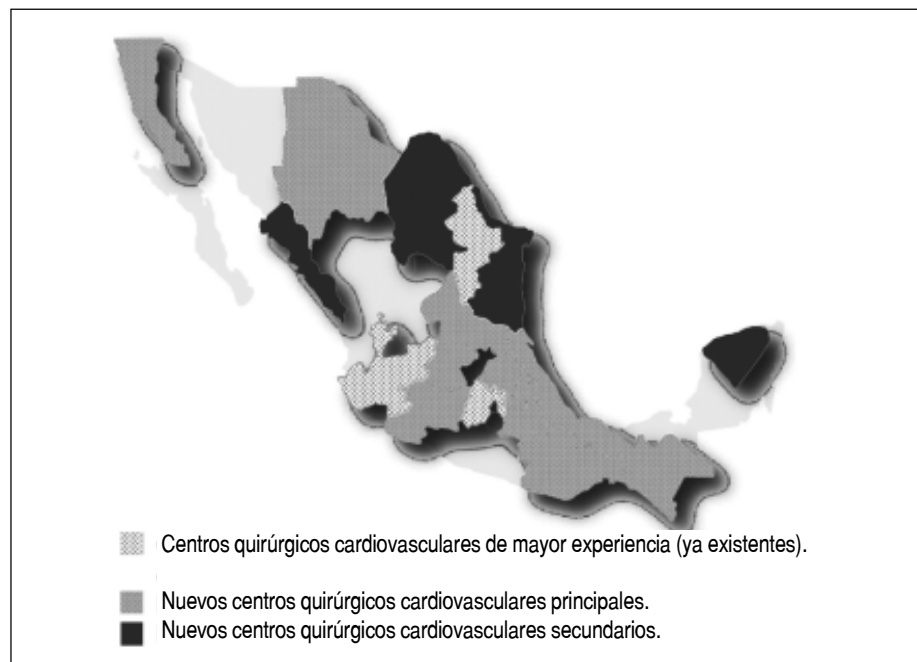 Centros quirúrgicos cardiovasculares de mayor experiencia (ya existentes).
Nuevos centros quirúrgicos cardiovasculares principales.
Nuevos centros quirúrgicos cardiovasculares secundarios.